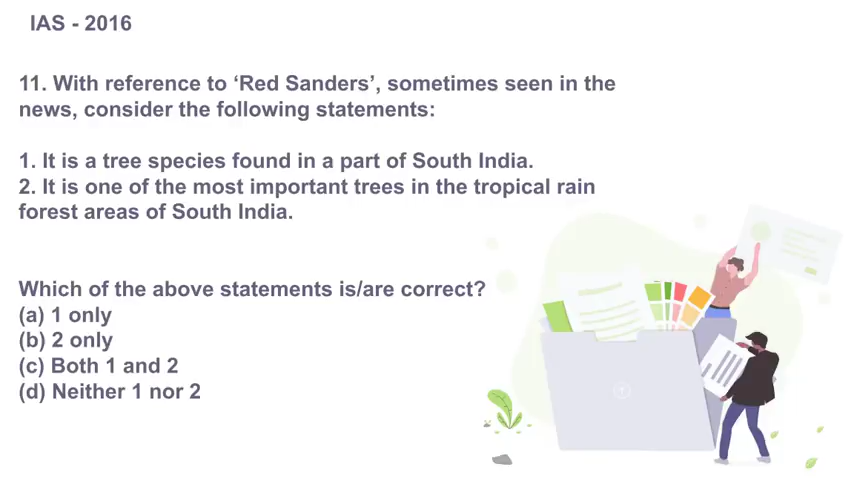 IAS - 2016
11. With reference to ‘Red Sanders’, sometimes seen in the
news, consider the following statements:
1. It is a tree species found in a part of South India.
2. It is one of the most important trees in the tropical rain
forest areas of South India.
Which of the above statements is/are correct?
(a) 1 only
(b) 2 only
(c) Both 1 and 2
(d) Neither 1 nor 2